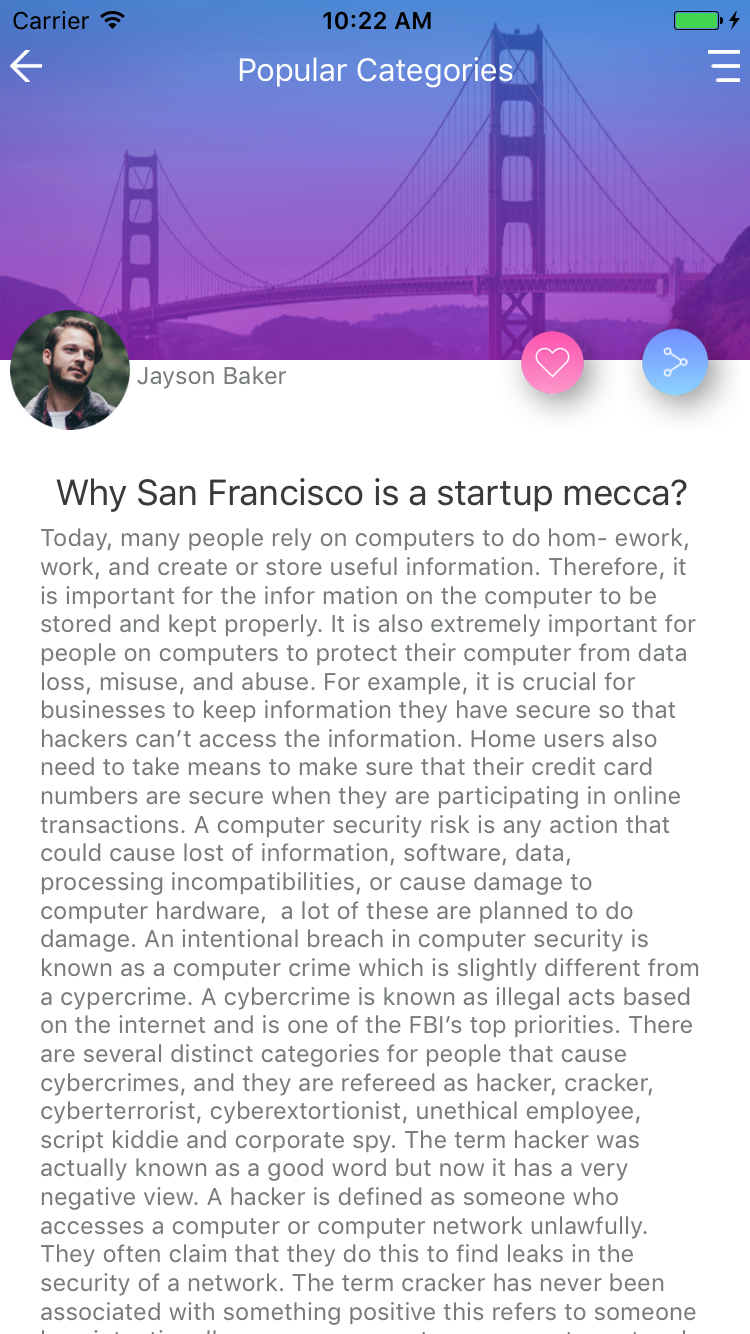 Carrier 10:22 AM
Popular Categories
Jayson Baker
Why San Francisco is a startup mecca?
Today, many people rely on computers to do hom- ework,
work, and create or store useful information. Therefore, it
is important for the infor mation on the computer to be
stored and kept properly. It is also extremely important for
people on computers to protect their computer from data
loss, misuse, and abuse. For example, it is crucial for
businesses to keep information they have secure so that
hackers can’t access the information. Home users also
need to take means to make sure that their credit card
numbers are secure when they are participating in online
transactions. A computer security risk is any action that
could cause lost of information, software, data,
processing incompatibilities, or cause damage to
computer hardware,  a lot of these are planned to do
damage. An intentional breach in computer security is
known as a computer crime which is slightly different from
a cypercrime. A cybercrime is known as illegal acts based
on the internet and is one of the FBI’s top priorities. There
are several distinct categories for people that cause
cybercrimes, and they are refereed as hacker, cracker,
cyberterrorist, cyberextortionist, unethical employee,
script kiddie and corporate spy. The term hacker was
actually known as a good word but now it has a very
negative view. A hacker is defined as someone who
accesses a computer or computer network unlawfully.
They often claim that they do this to find leaks in the
security of a network. The term cracker has never been
associated with something positive this refers to someone